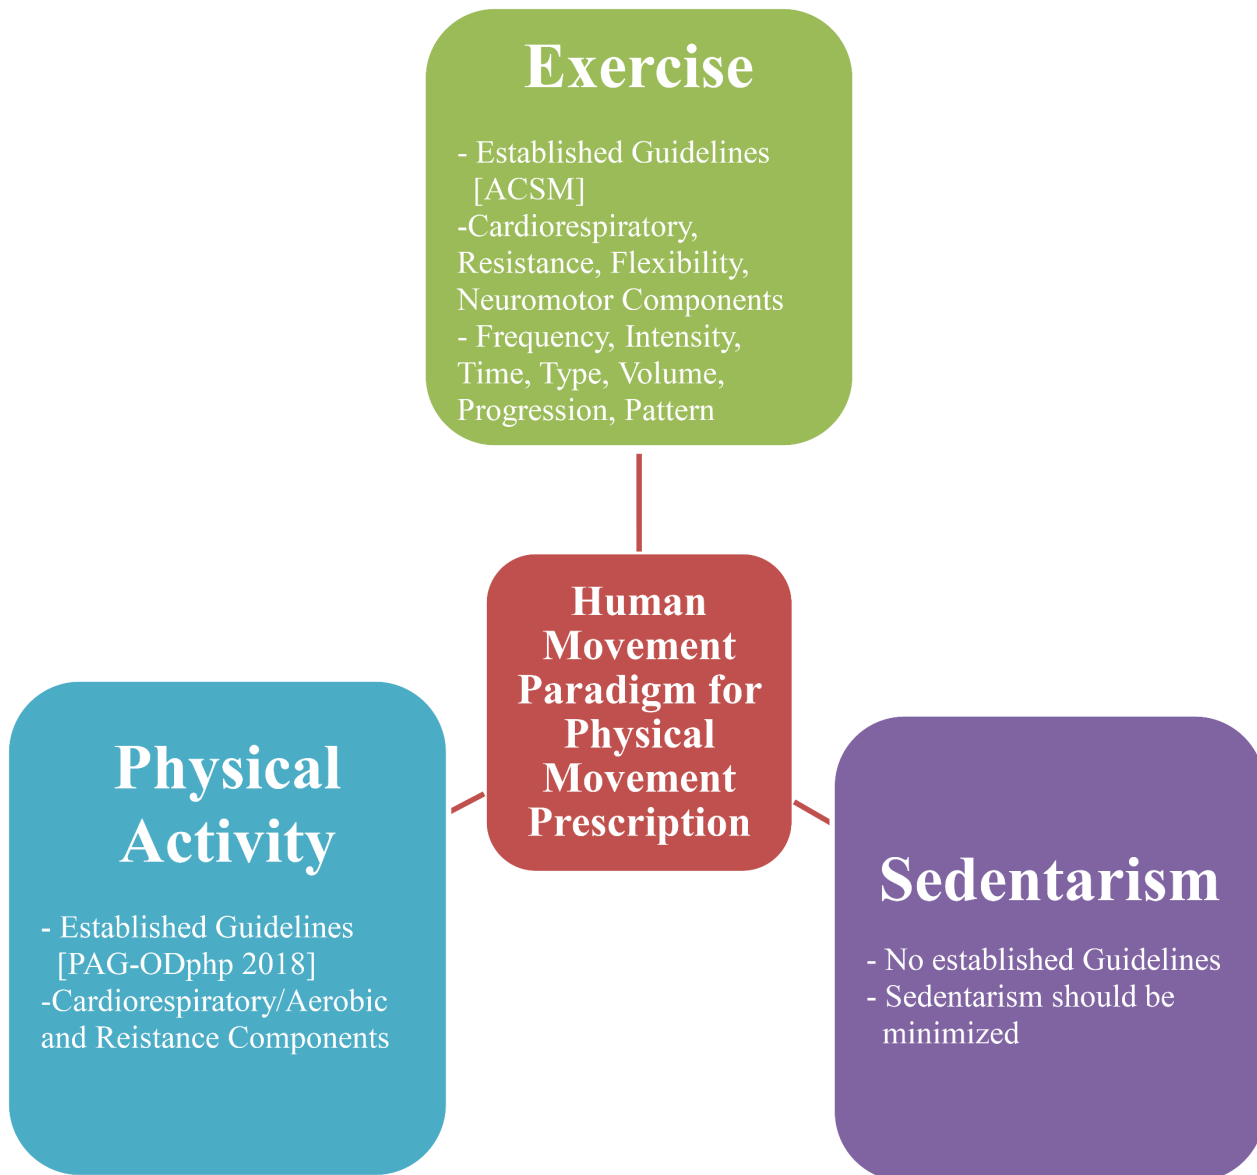 Exercise
- Established Guidelines
[ACSM]
-Cardiorespiratory,
Resistance, Flexibility,
Neuromotor Components
- Frequency, Intensity,
Time, Type, Volume,
Progression, Pattern
Human
Movement
Paradigm for
Physical
Movement
Prescription
Physical
Activity
- Established Guidelines
[PAG-ODphp 2018]
-Cardiorespiratory/Aerobic
and Reistance Components
Sedentarism
- No established Guidelines
- Sedentarism should be
minimized